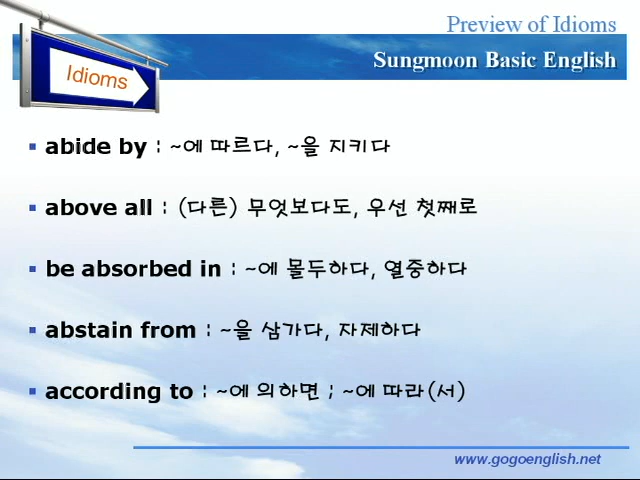 Preview of Idioms
Sungmoon Basic English
Idioms
abide by : ~에 따르다, ~을 지키다
above all : (다른) 무엇보다도, 우선 첫째로
be absorbed in : ~에 몰두하다, 열중하다
abstain from : ~을 삼가다, 자제하다
according to : ~에 의하면 ; ~에 따라(서)
www.gogoenglish.net